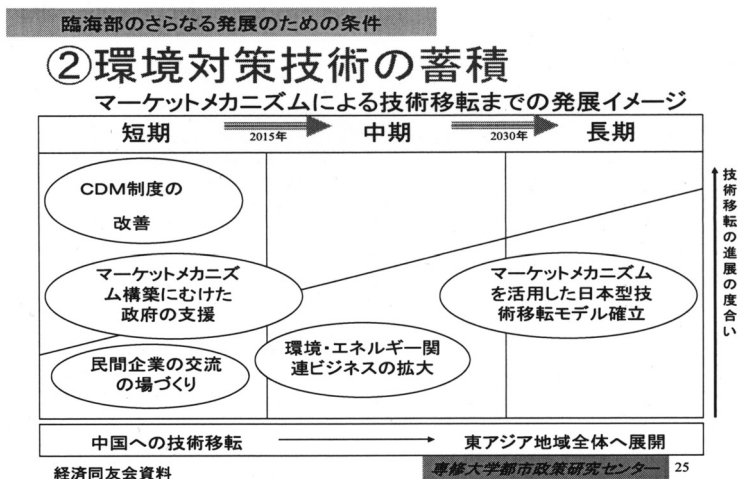 臨海部のさらなる発展のための条件
②環境対策技術の蓄積
マーケットメカニズムによる技術移転までの発展イメージ
短期
2015年
中期
2030年
長期
CDM制度の
改善
マーケットメカニズ
ム構築にむけた
政府の支援
民間企業の交流
の場づくり
環境・エネルギー関
連ビジネスの拡大
マーケットメカニズム
を活用した日本型技
術移転モデル確立
技術移転の進展の度合い
中国への技術移転
東アジア地域全体へ展開
経済同友会資料
専修大学都市政策研究センター
25